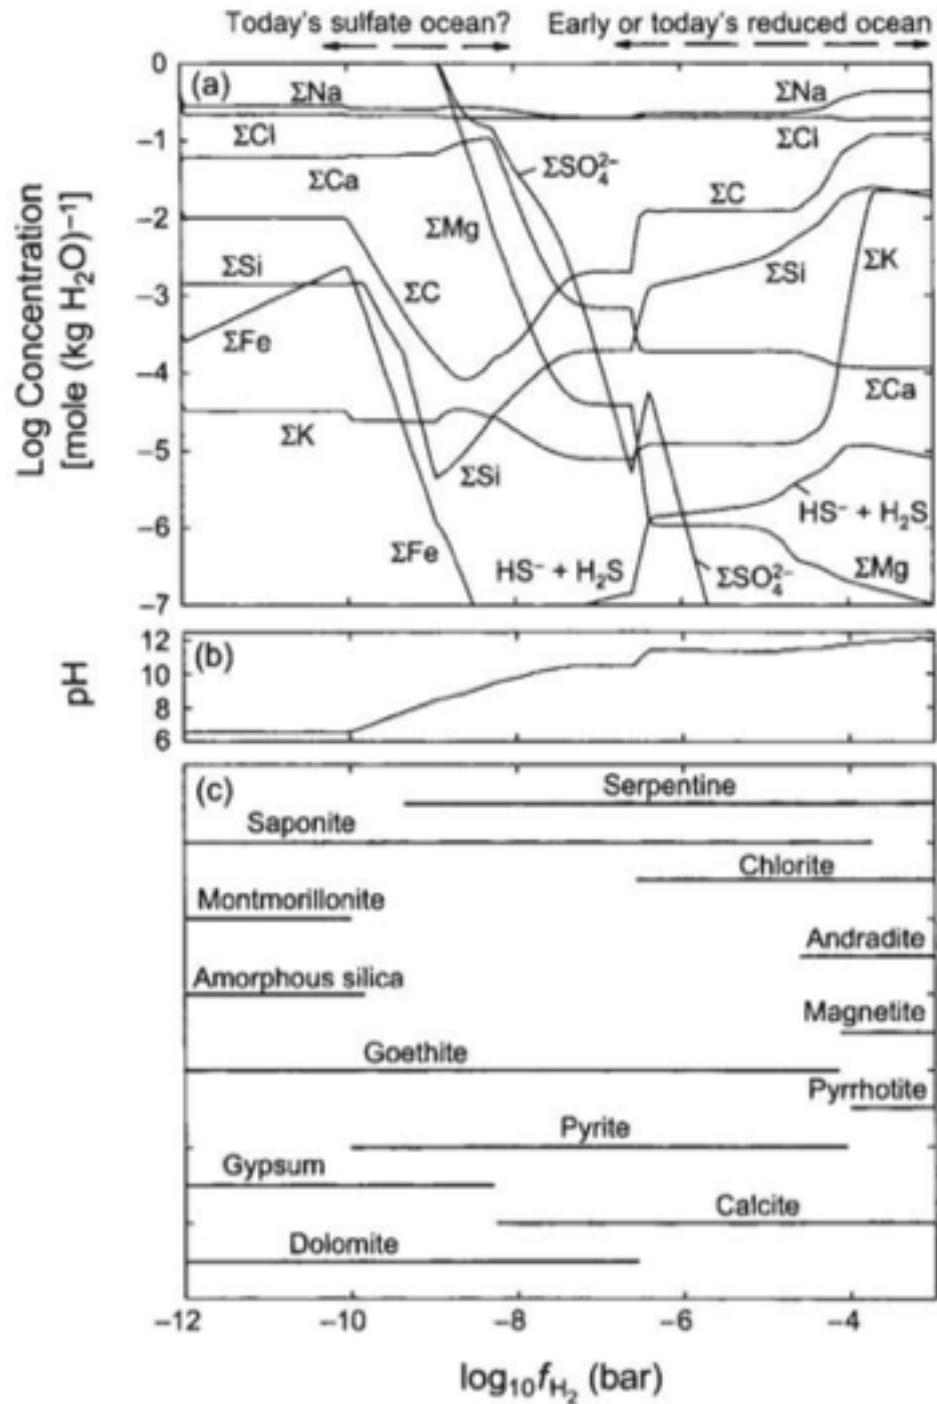 Today's sulfate ocean? Early or today's reduced ocean
0
(a)
ΣNa ΣNa
ΣCl ΣCl
-1
ΣCa ΣSO₄²⁻
ΣC
-2
ΣMg
ΣSi ΣC ΣSi ΣK
-3
ΣFe
-4
ΣCa
ΣK
-5
ΣSi
HS⁻ + H₂S
-6
ΣFe HS⁻ + H₂S ΣSO₄²⁻ ΣMg
-7
Log Concentration
[mole (kg H₂O)⁻¹]
12
(b)
10
8
6
pH
(c)
Serpentine
Saponite
Chlorite
Montmorillonite
Andradite
Amorphous silica
Magnetite
Goethite
Pyrrhotite
Pyrite
Gypsum
Calcite
Dolomite
-12 -10 -8 -6 -4
log₁₀f_H₂ (bar)